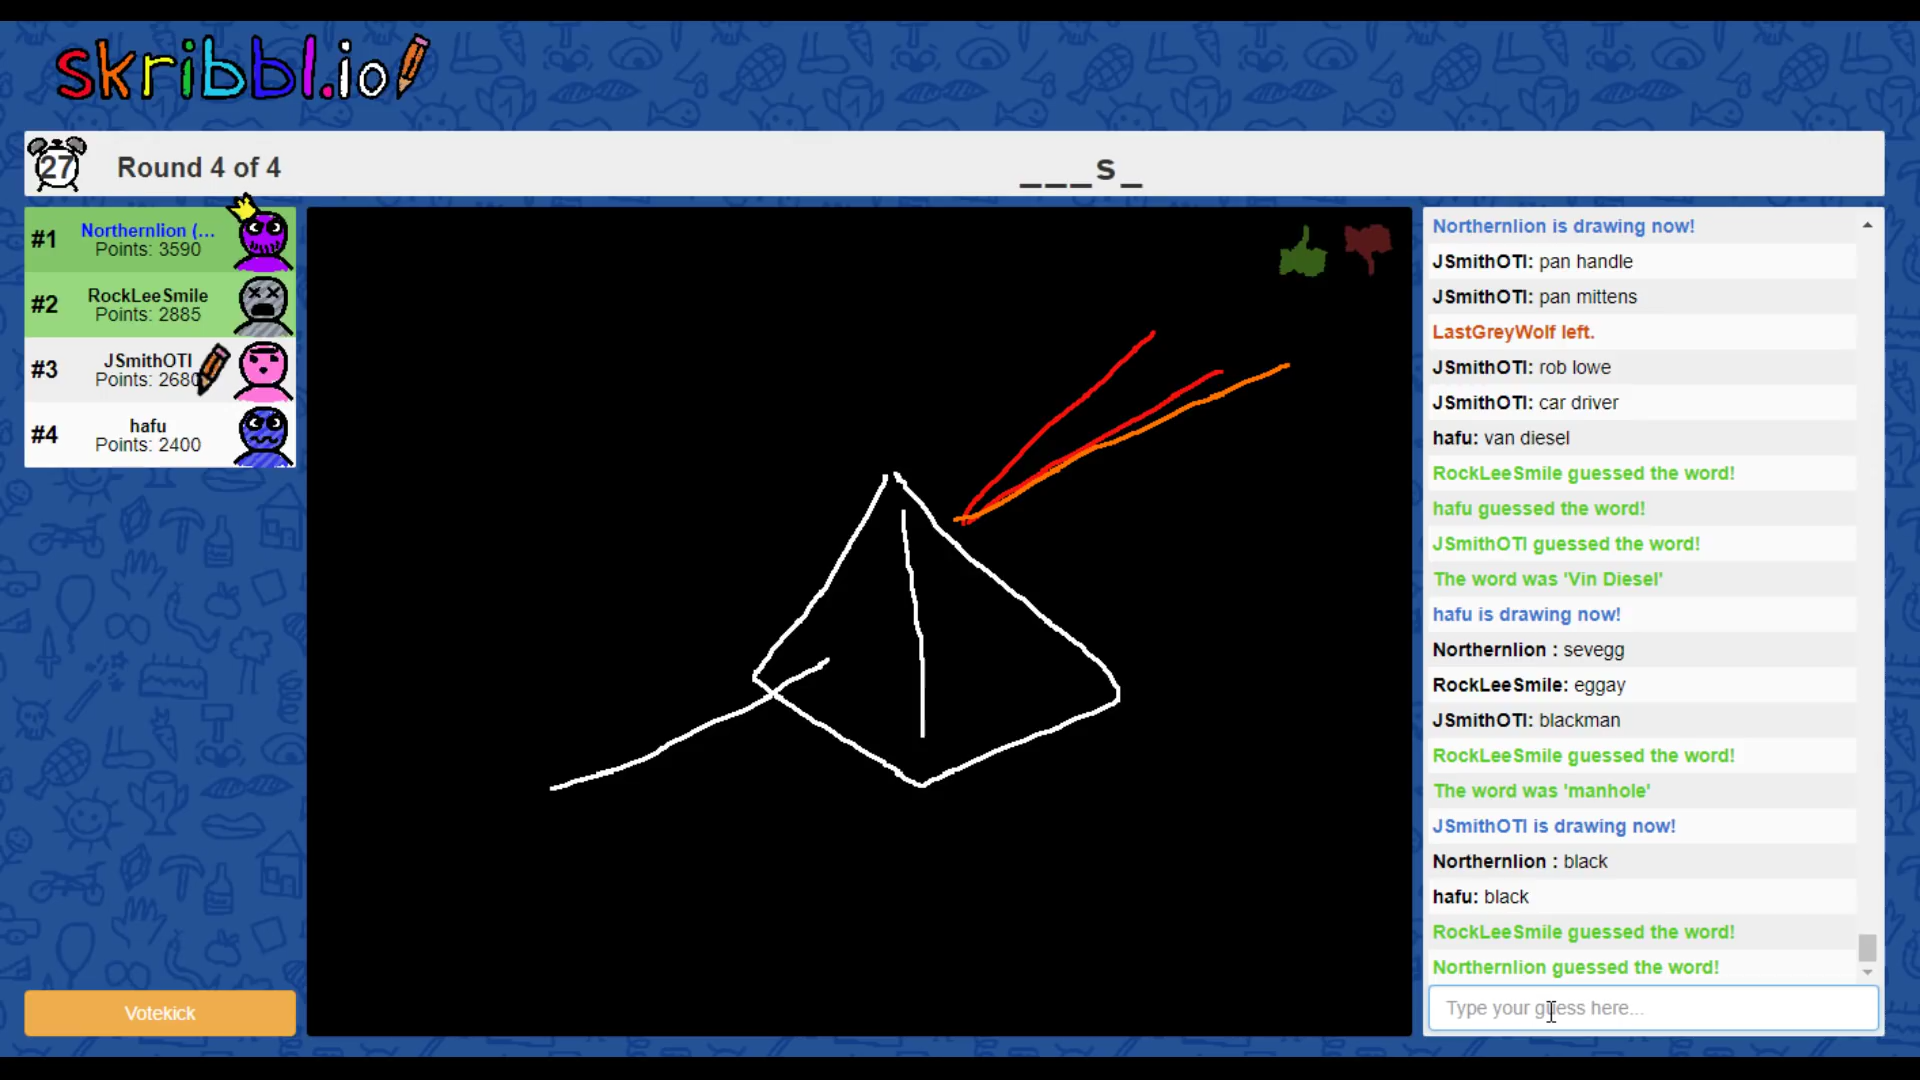 skribbl.io
27
Round 4 of 4
___s_
#1
Northernlion (...
Points: 3590
#2
RockLeeSmile
Points: 2885
#3
JSmithOTI
Points: 2680
#4
hafu
Points: 2400
Votekick
Northernlion is drawing now!
JSmithOTI: pan handle
JSmithOTI: pan mittens
LastGreyWolf left.
JSmithOTI: rob lowe
JSmithOTI: car driver
hafu: van diesel
RockLeeSmile guessed the word!
hafu guessed the word!
JSmithOTI guessed the word!
The word was 'Vin Diesel'
hafu is drawing now!
Northernlion : sevegg
RockLeeSmile: eggay
JSmithOTI: blackman
RockLeeSmile guessed the word!
The word was 'manhole'
JSmithOTI is drawing now!
Northernlion : black
hafu: black
RockLeeSmile guessed the word!
Northernlion guessed the word!
Type your guess here...